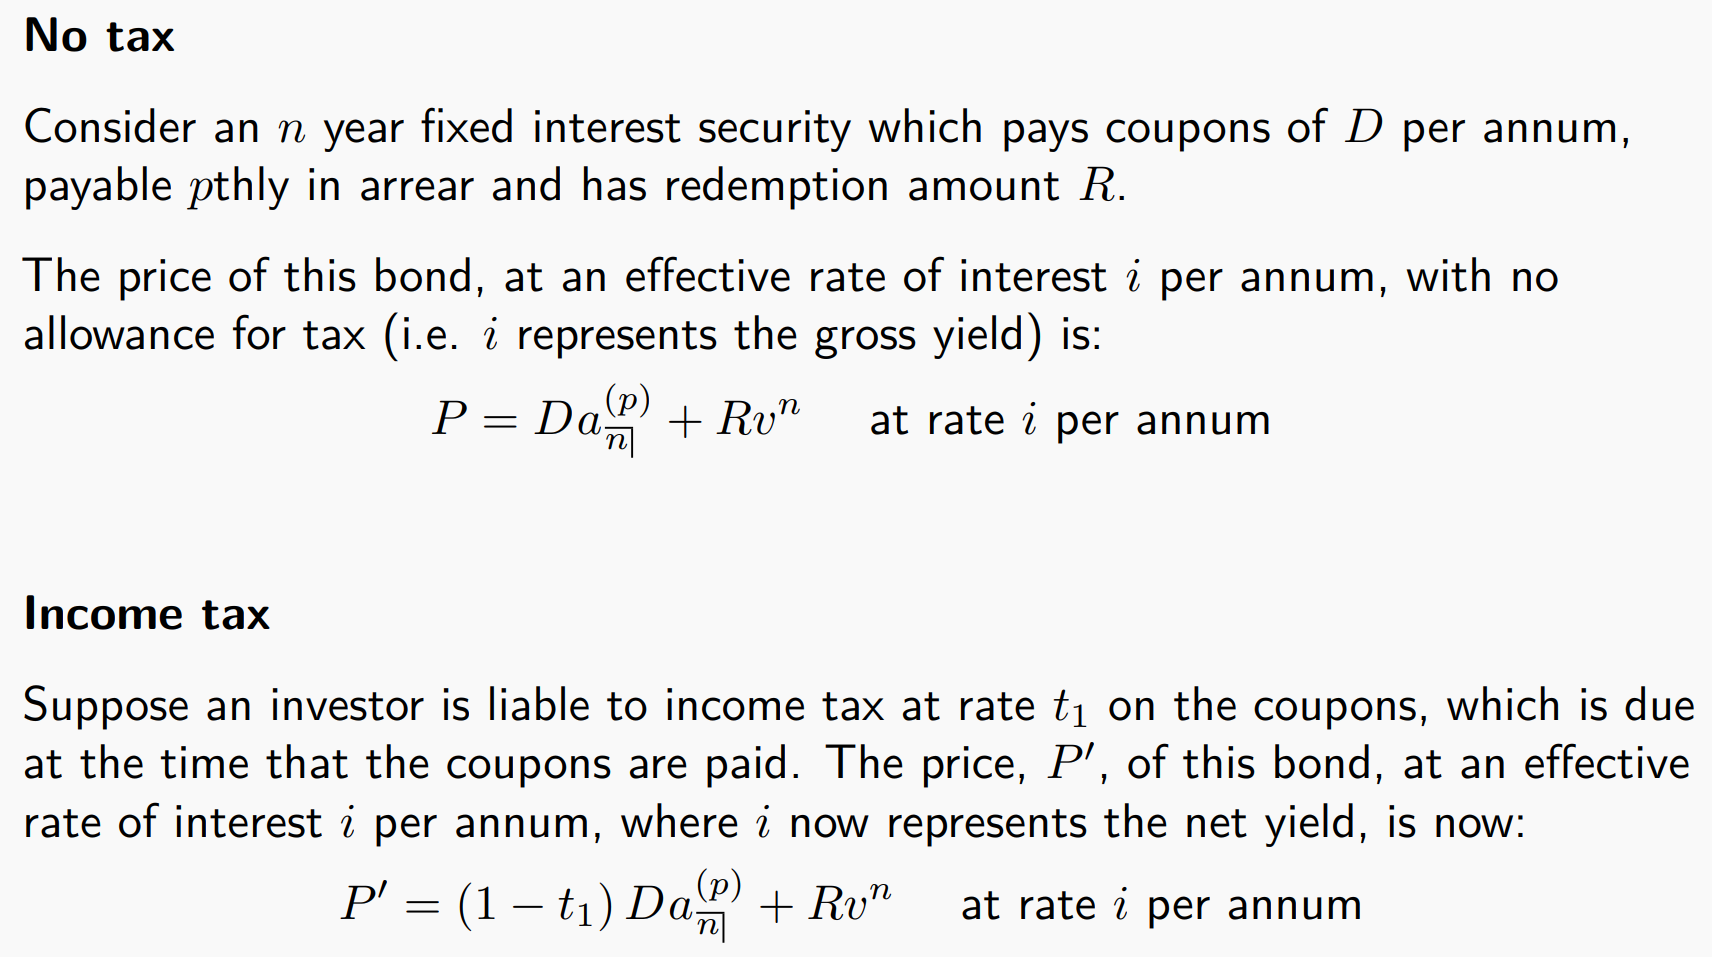 No tax
Consider an n year fixed interest security which pays coupons of D per annum,
payable pthly in arrear and has redemption amount R.
The price of this bond, at an effective rate of interest i per annum, with no
allowance for tax (i.e. i represents the gross yield) is:
$P = Da_{\overline{n}|}^{(p)} + Rv^n$ at rate i per annum
Income tax
Suppose an investor is liable to income tax at rate $t_1$ on the coupons, which is due
at the time that the coupons are paid. The price, $P'$, of this bond, at an effective
rate of interest i per annum, where i now represents the net yield, is now:
$P' = (1 - t_1) Da_{\overline{n}|}^{(p)} + Rv^n$ at rate i per annum